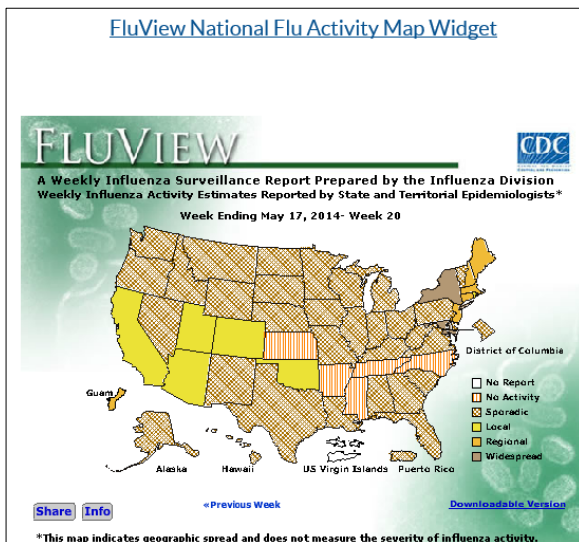 FluView National Flu Activity Map Widget
FLUVIEW
CDC
A Weekly Influenza Surveillance Report Prepared by the Influenza Division
Weekly Influenza Activity Estimates Reported by State and Territorial Epidemiologists*
Week Ending May 17, 2014- Week 20
District of Columbia
No Report
No Activity
Sporadic
Local
Regional
Widespread
Guam
Alaska
Hawaii
US Virgin Islands
Puerto Rico
Share
Info
«Previous Week
Downloadable Version
*This map indicates geographic spread and does not measure the severity of influenza activity.